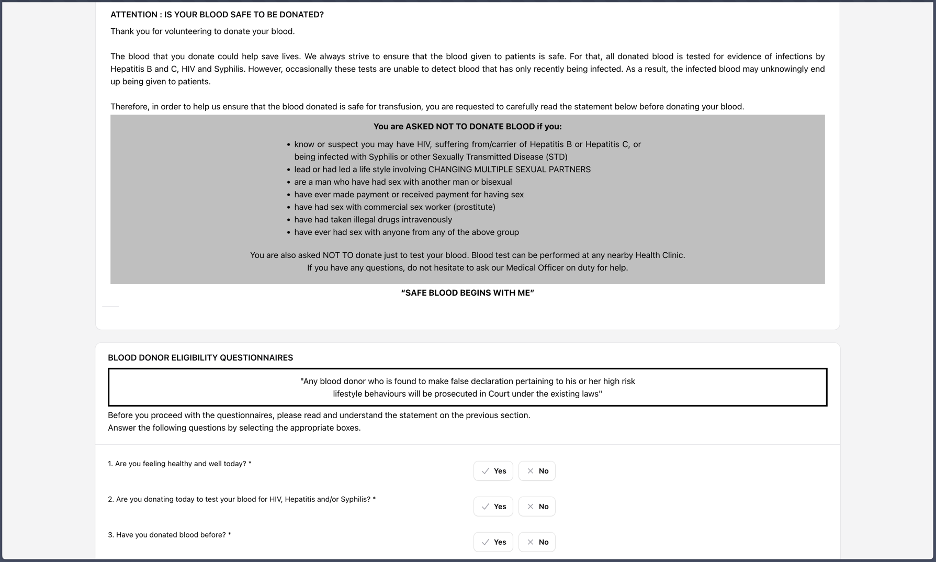 ATTENTION : IS YOUR BLOOD SAFE TO BE DONATED?
Thank you for volunteering to donate your blood.
The blood that you donate could help save lives. We always strive to ensure that the blood given to patients is safe. For that, all donated blood is tested for evidence of infections by
Hepatitis B and C, HIV and Syphilis. However, occasionally these tests are unable to detect blood that has only recently being infected. As a result, the infected blood may unknowingly end
up being given to patients.
Therefore, in order to help us ensure that the blood donated is safe for transfusion, you are requested to carefully read the statement below before donating your blood.
You are ASKED NOT TO DONATE BLOOD if you:
• know or suspect you may have HIV, suffering from/carrier of Hepatitis B or Hepatitis C, or
being infected with Syphilis or other Sexually Transmitted Disease (STD)
• lead or had led a life style involving CHANGING MULTIPLE SEXUAL PARTNERS
• are a man who have had sex with another man or bisexual
• have ever made payment or received payment for having sex
• have had sex with commercial sex worker (prostitute)
• have had taken illegal drugs intravenously
• have ever had sex with anyone from any of the above group
You are also asked NOT TO donate just to test your blood. Blood test can be performed at any nearby Health Clinic.
If you have any questions, do not hesitate to ask our Medical Officer on duty for help.
“SAFE BLOOD BEGINS WITH ME”
BLOOD DONOR ELIGIBILITY QUESTIONNAIRES
"Any blood donor who is found to make false declaration pertaining to his or her high risk
lifestyle behaviours will be prosecuted in Court under the existing laws"
Before you proceed with the questionnaires, please read and understand the statement on the previous section.
Answer the following questions by selecting the appropriate boxes.
1. Are you feeling healthy and well today? * Yes No
2. Are you donating today to test your blood for HIV, Hepatitis and/or Syphilis? * Yes No
3. Have you donated blood before? * Yes No